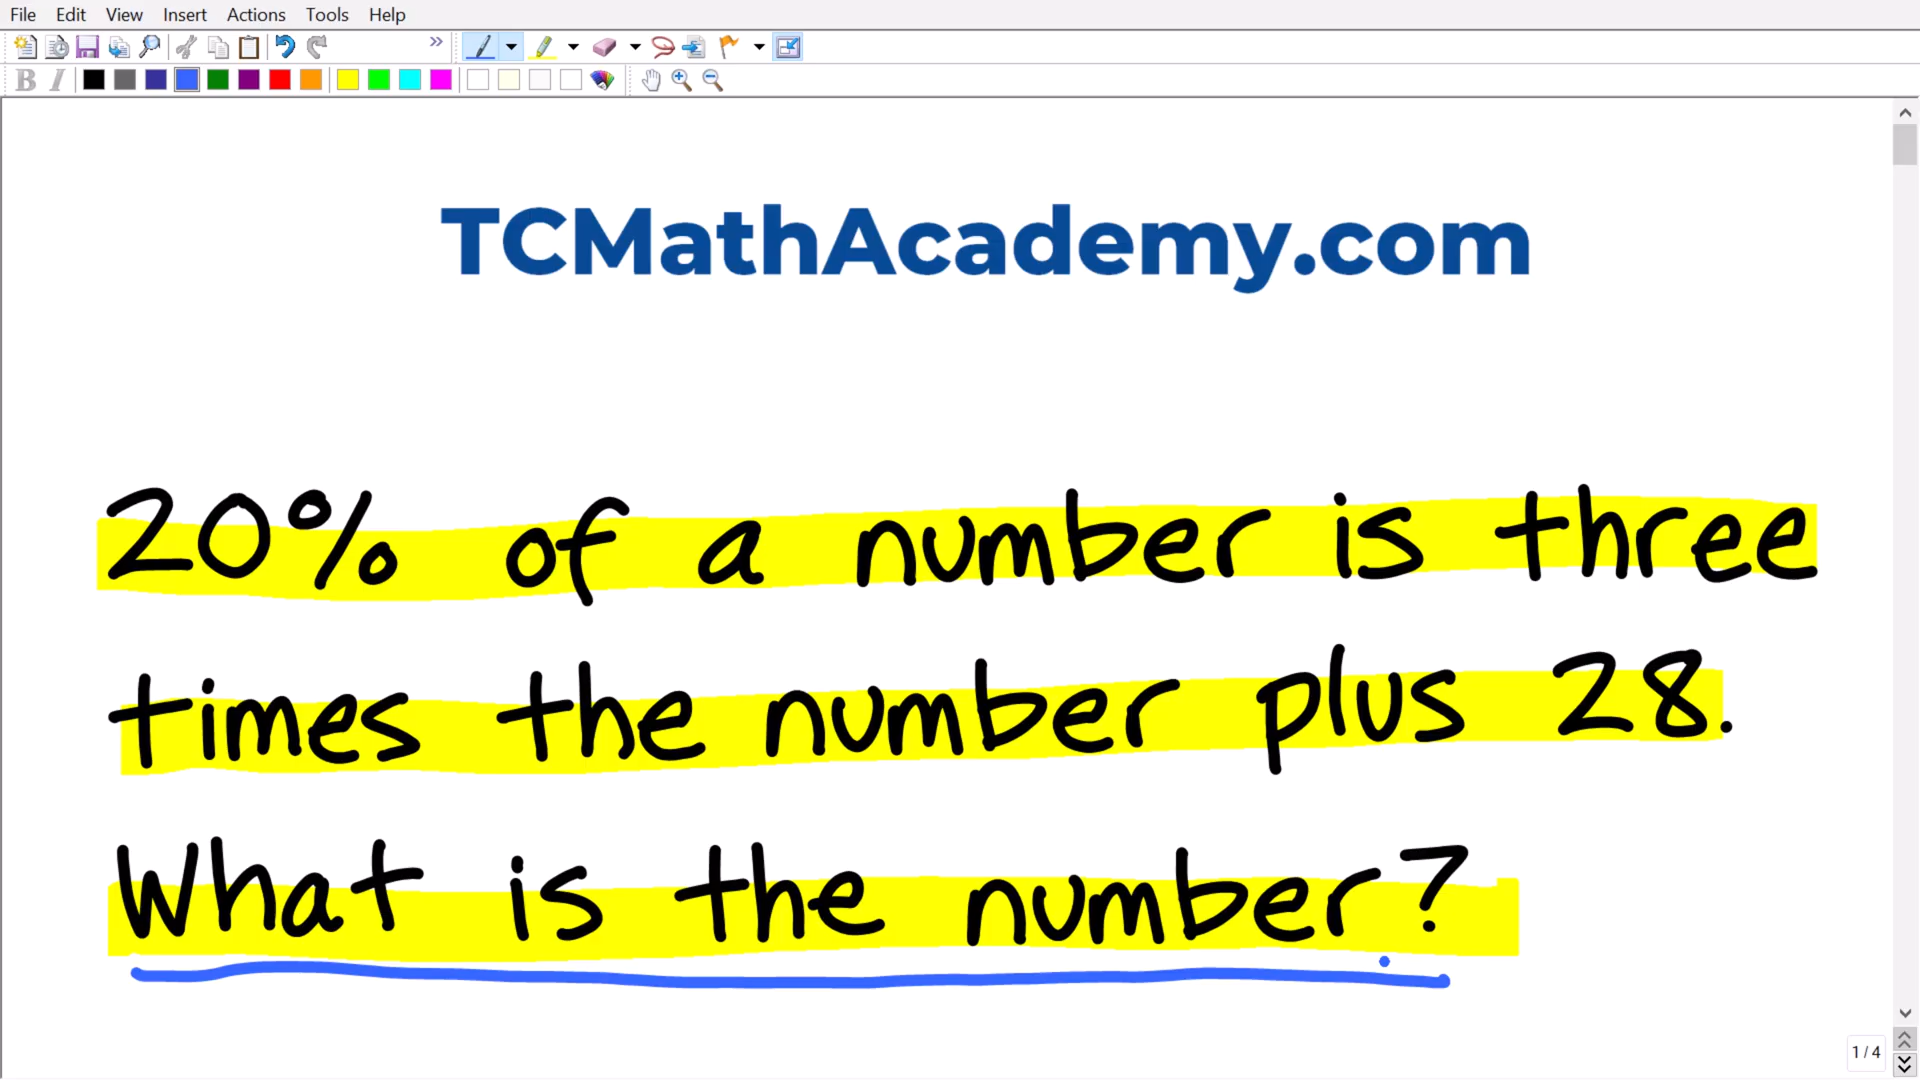 File Edit View Insert Actions Tools Help
B I
TCMathAcademy.com
20% of a number is three
times the number plus 28.
What is the number?
1 / 4